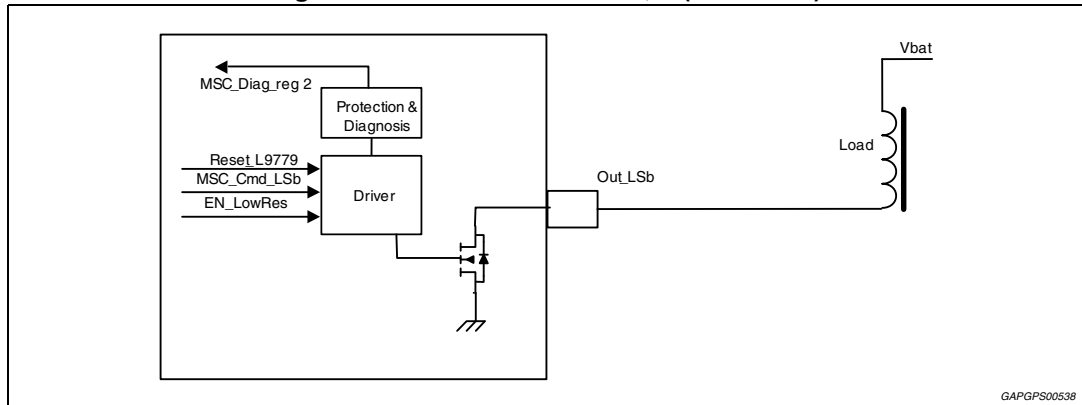 Vbat
MSC_Diag_reg 2
Protection &
Diagnosis
Load
Reset_L9779
MSC_Cmd_LSb
EN_LowRes
Driver
Out_LSb
GAPGPS00538